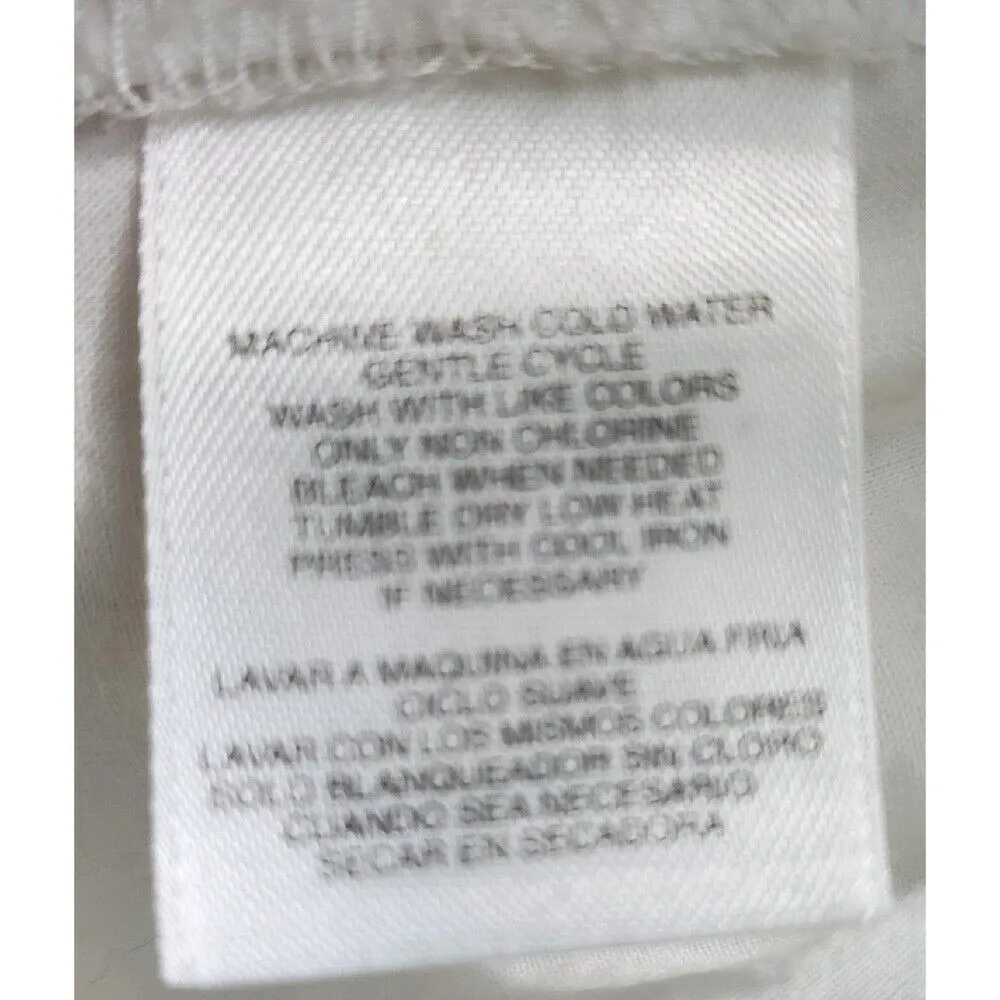 MACHINE WASH COLD WATER
GENTLE CYCLE
WASH WITH LIKE COLORS
ONLY NON CHLORINE
BLEACH WHEN NEEDED
TUMBLE DRY LOW HEAT
PRESS WITH COOL IRON
IF NECESSARY
LAVAR A MAQUINA EN AGUA FRIA
CICLO SUAVE
LAVAR CON LOS MISMOS COLORES
SOLO BLANQUEADOR SIN CLORO
CUANDO SEA NECESARIO
SECAR EN SECADORA